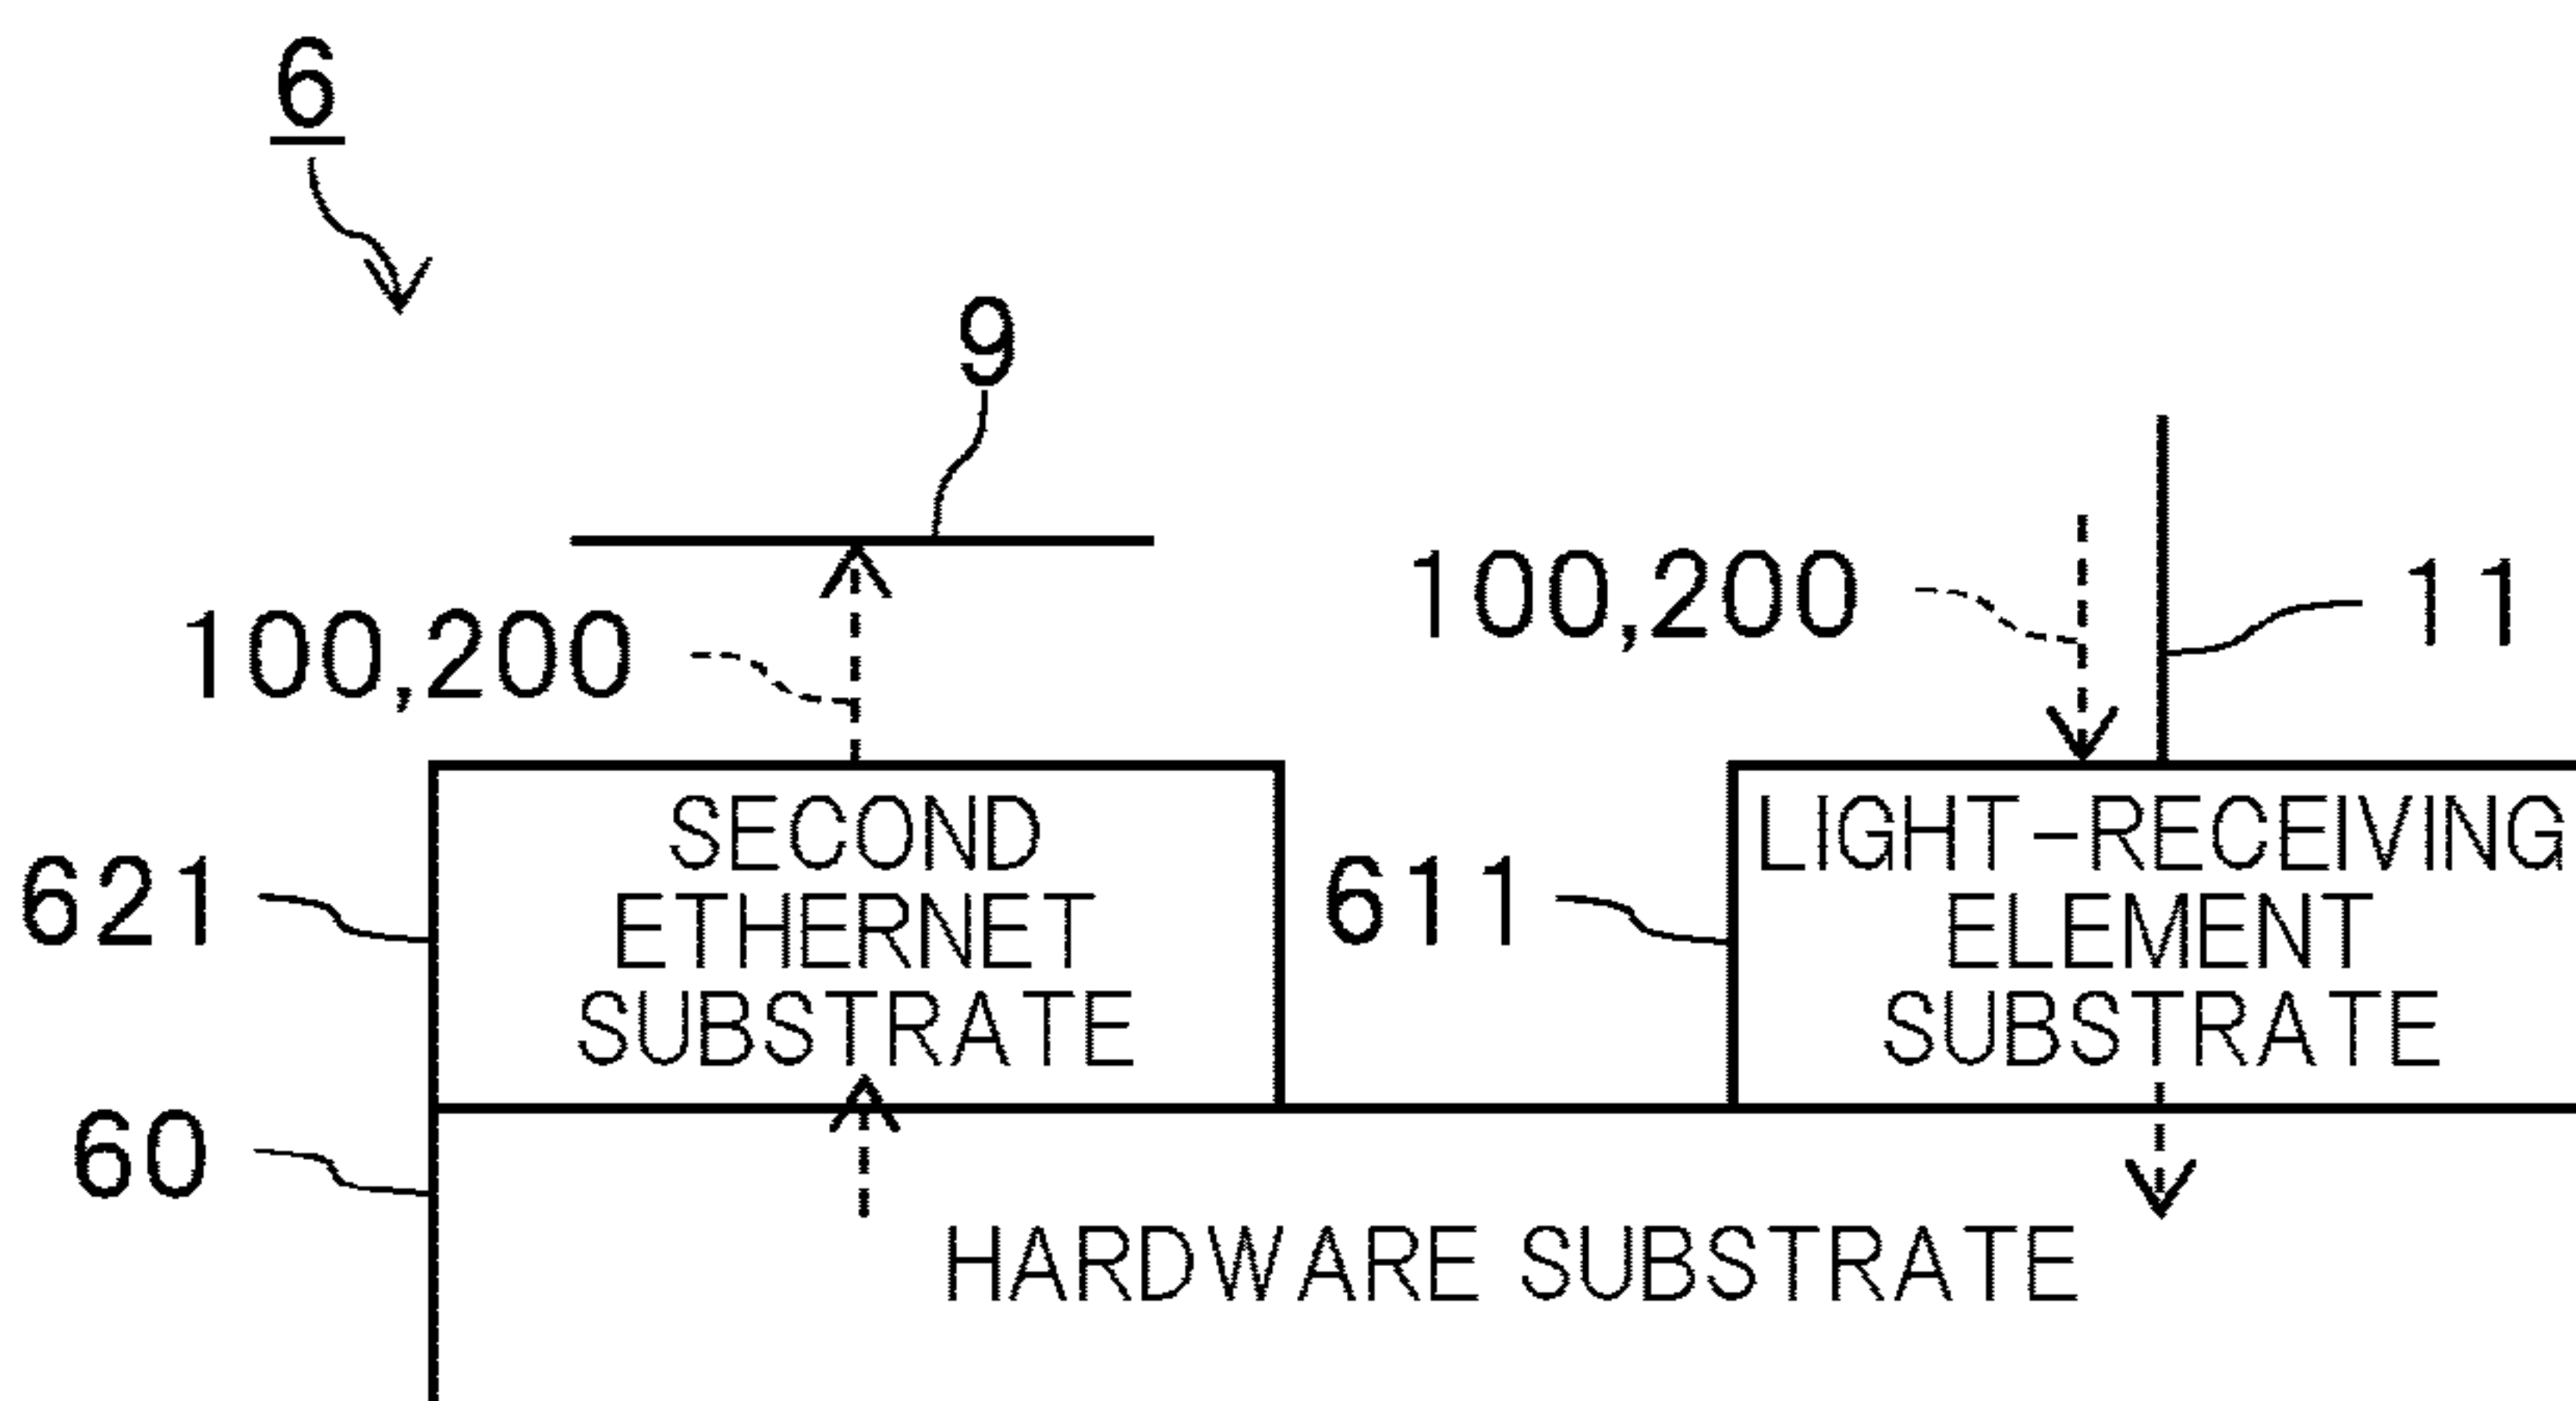 6
9
100,200
11
100,200
SECOND
ETHERNET
SUBSTRATE
LIGHT-RECEIVING
ELEMENT
SUBSTRATE
621
611
60
HARDWARE SUBSTRATE